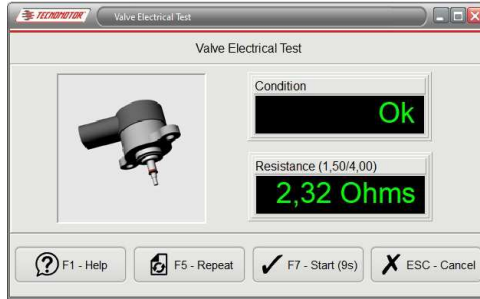 TECNOMOTOR Valve Electrical Test
Valve Electrical Test
Condition
Ok
Resistance (1,50/4,00)
2,32 Ohms
F1 - Help
F5 - Repeat
F7 - Start (9s)
ESC - Cancel